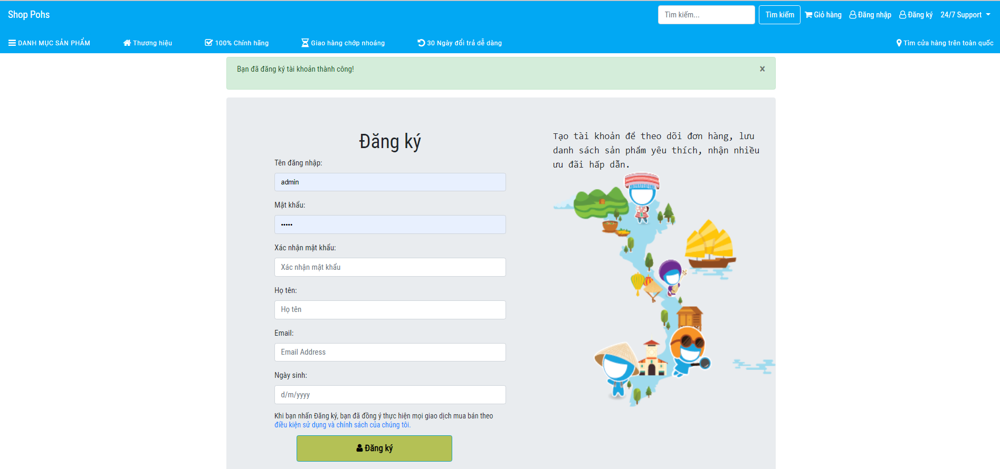 Shop Pohs
Tìm kiếm...
Tìm kiếm
Giỏ hàng
Đăng nhập
Đăng ký
24/7 Support
DANH MỤC SẢN PHẨM
Thương hiệu
100% Chính hãng
Giao hàng chớp nhoáng
30 Ngày đổi trả dễ dàng
Tìm cửa hàng trên toàn quốc
Bạn đã đăng ký tài khoản thành công!
×
Đăng ký
Tên đăng nhập:
admin
Mật khẩu:
•••••
Xác nhận mật khẩu:
Xác nhận mật khẩu
Họ tên:
Họ tên
Email:
Email Address
Ngày sinh:
d/m/yyyy
Khi bạn nhấn Đăng ký, bạn đã đồng ý thực hiện mọi giao dịch mua bán theo
điều kiện sử dụng và chính sách của chúng tôi.
Đăng ký
Tạo tài khoản để theo dõi đơn hàng, lưu
danh sách sản phẩm yêu thích, nhận nhiều
ưu đãi hấp dẫn.